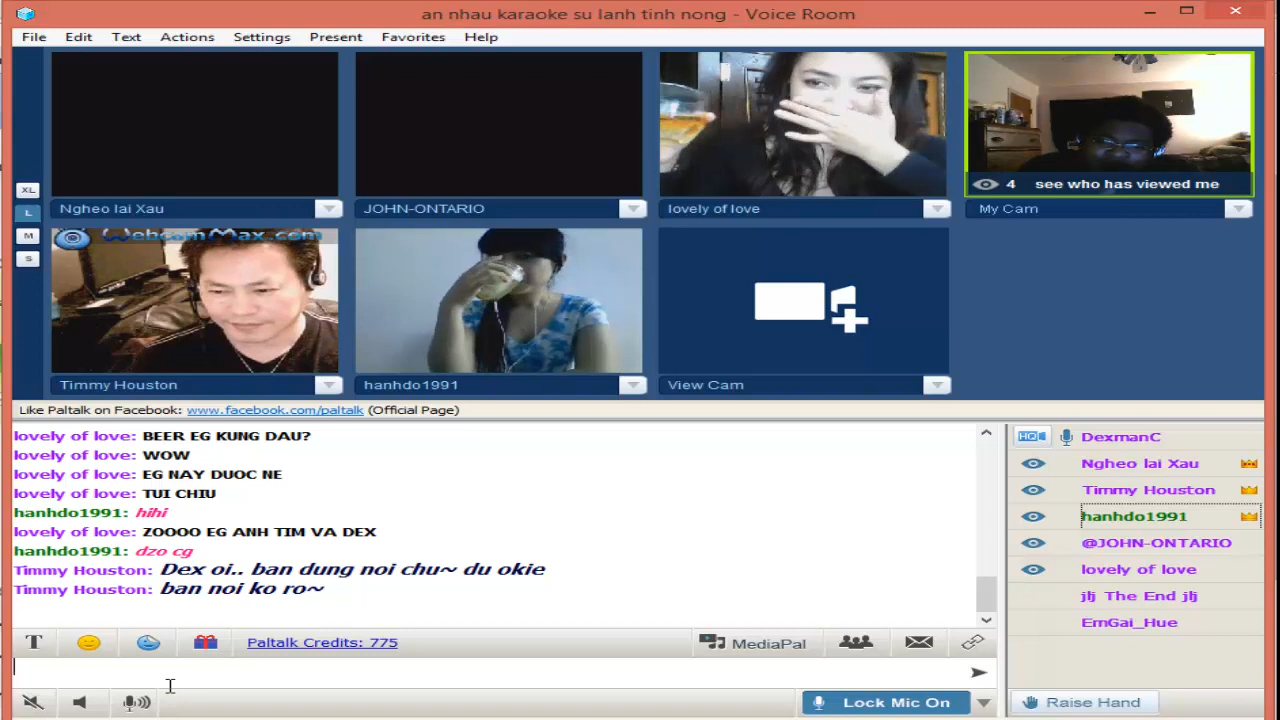 an nhau karaoke su lanh tinh nong - Voice Room
File Edit Text Actions Settings Present Favorites Help
4 see who has viewed me
XL
L
M
S
Ngheo lai Xau JOHN-ONTARIO lovely of love My Cam
WebcamMax.com
Timmy Houston hanhdo1991 View Cam
Like Paltalk on Facebook: www.facebook.com/paltalk (Official Page)
lovely of love: BEER EG KUNG DAU?
lovely of love: WOW
lovely of love: EG NAY DUOC NE
lovely of love: TUI CHIU
hanhdo1991: hihi
lovely of love: ZOOOO EG ANH TIM VA DEX
hanhdo1991: dzo cg
Timmy Houston: Dex oi.. ban dung noi chu~ du okie
Timmy Houston: ban noi ko ro~
HQ DexmanC
Ngheo lai Xau
Timmy Houston
hanhdo1991
@JOHN-ONTARIO
lovely of love
jlj The End jlj
EmGai_Hue
T Paltalk Credits: 775 MediaPal
Lock Mic On Raise Hand